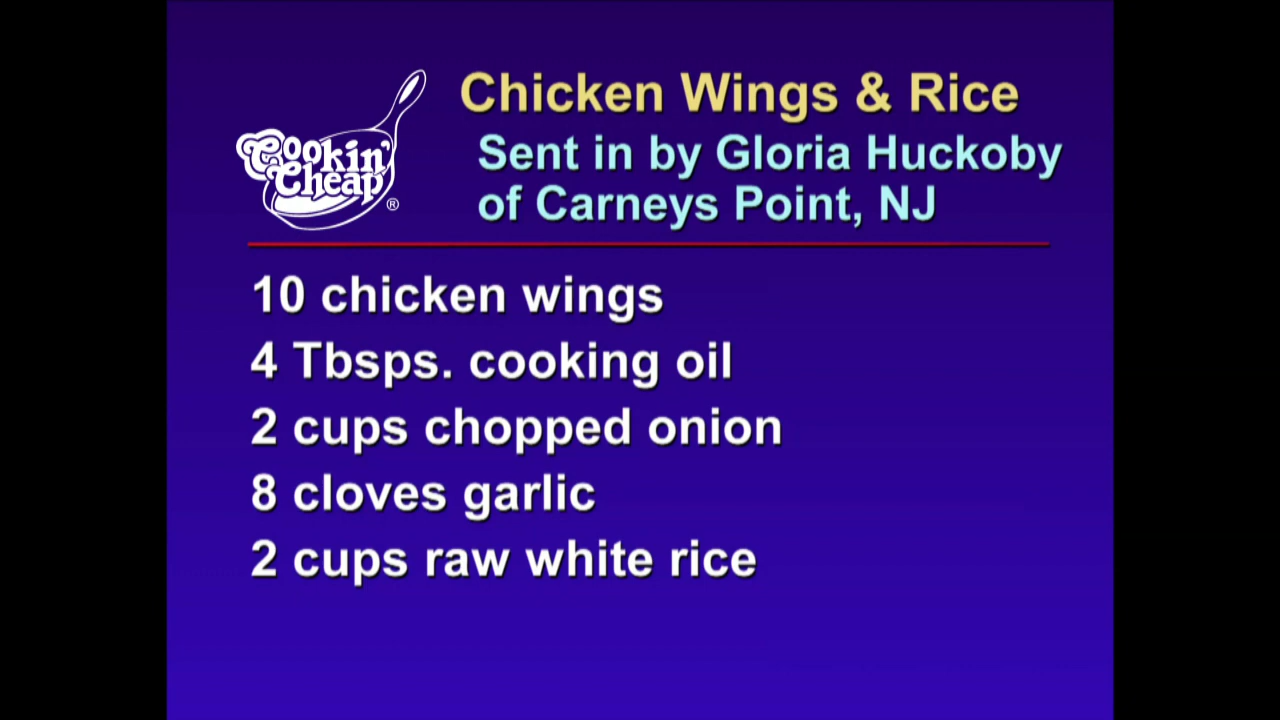 Cookin'
Cheap
®
Chicken Wings & Rice
Sent in by Gloria Huckoby
of Carneys Point, NJ
10 chicken wings
4 Tbsps. cooking oil
2 cups chopped onion
8 cloves garlic
2 cups raw white rice